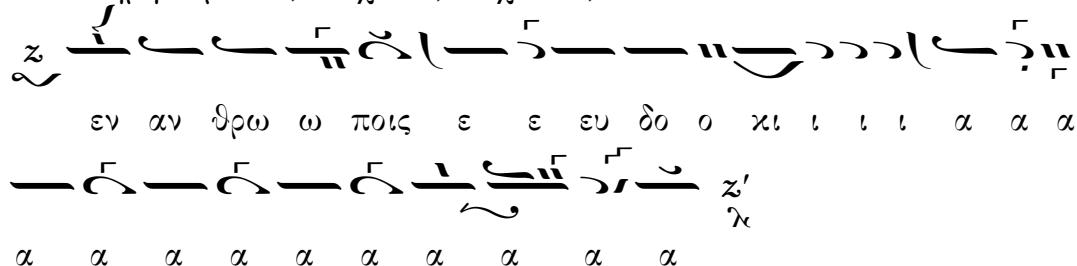 εν αν θρω ω ποις ε ε ευ δο ο κι ι ι ι α α α
α α α α α α α α α α